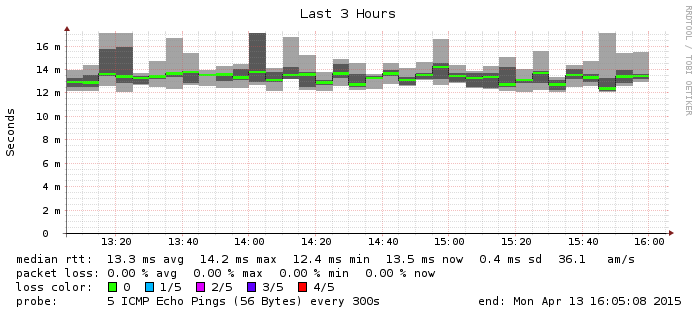 Last 3 Hours
RRDTOOL / TOBI OETIKER
Seconds
16 m
14 m
12 m
10 m
8 m
6 m
4 m
2 m
0
13:20 13:40 14:00 14:20 14:40 15:00 15:20 15:40 16:00
median rtt: 13.3 ms avg 14.2 ms max 12.4 ms min 13.5 ms now 0.4 ms sd 36.1 am/s
packet loss: 0.00 % avg 0.00 % max 0.00 % min 0.00 % now
loss color: 0 1/5 2/5 3/5 4/5
probe: 5 ICMP Echo Pings (56 Bytes) every 300s end: Mon Apr 13 16:05:08 2015